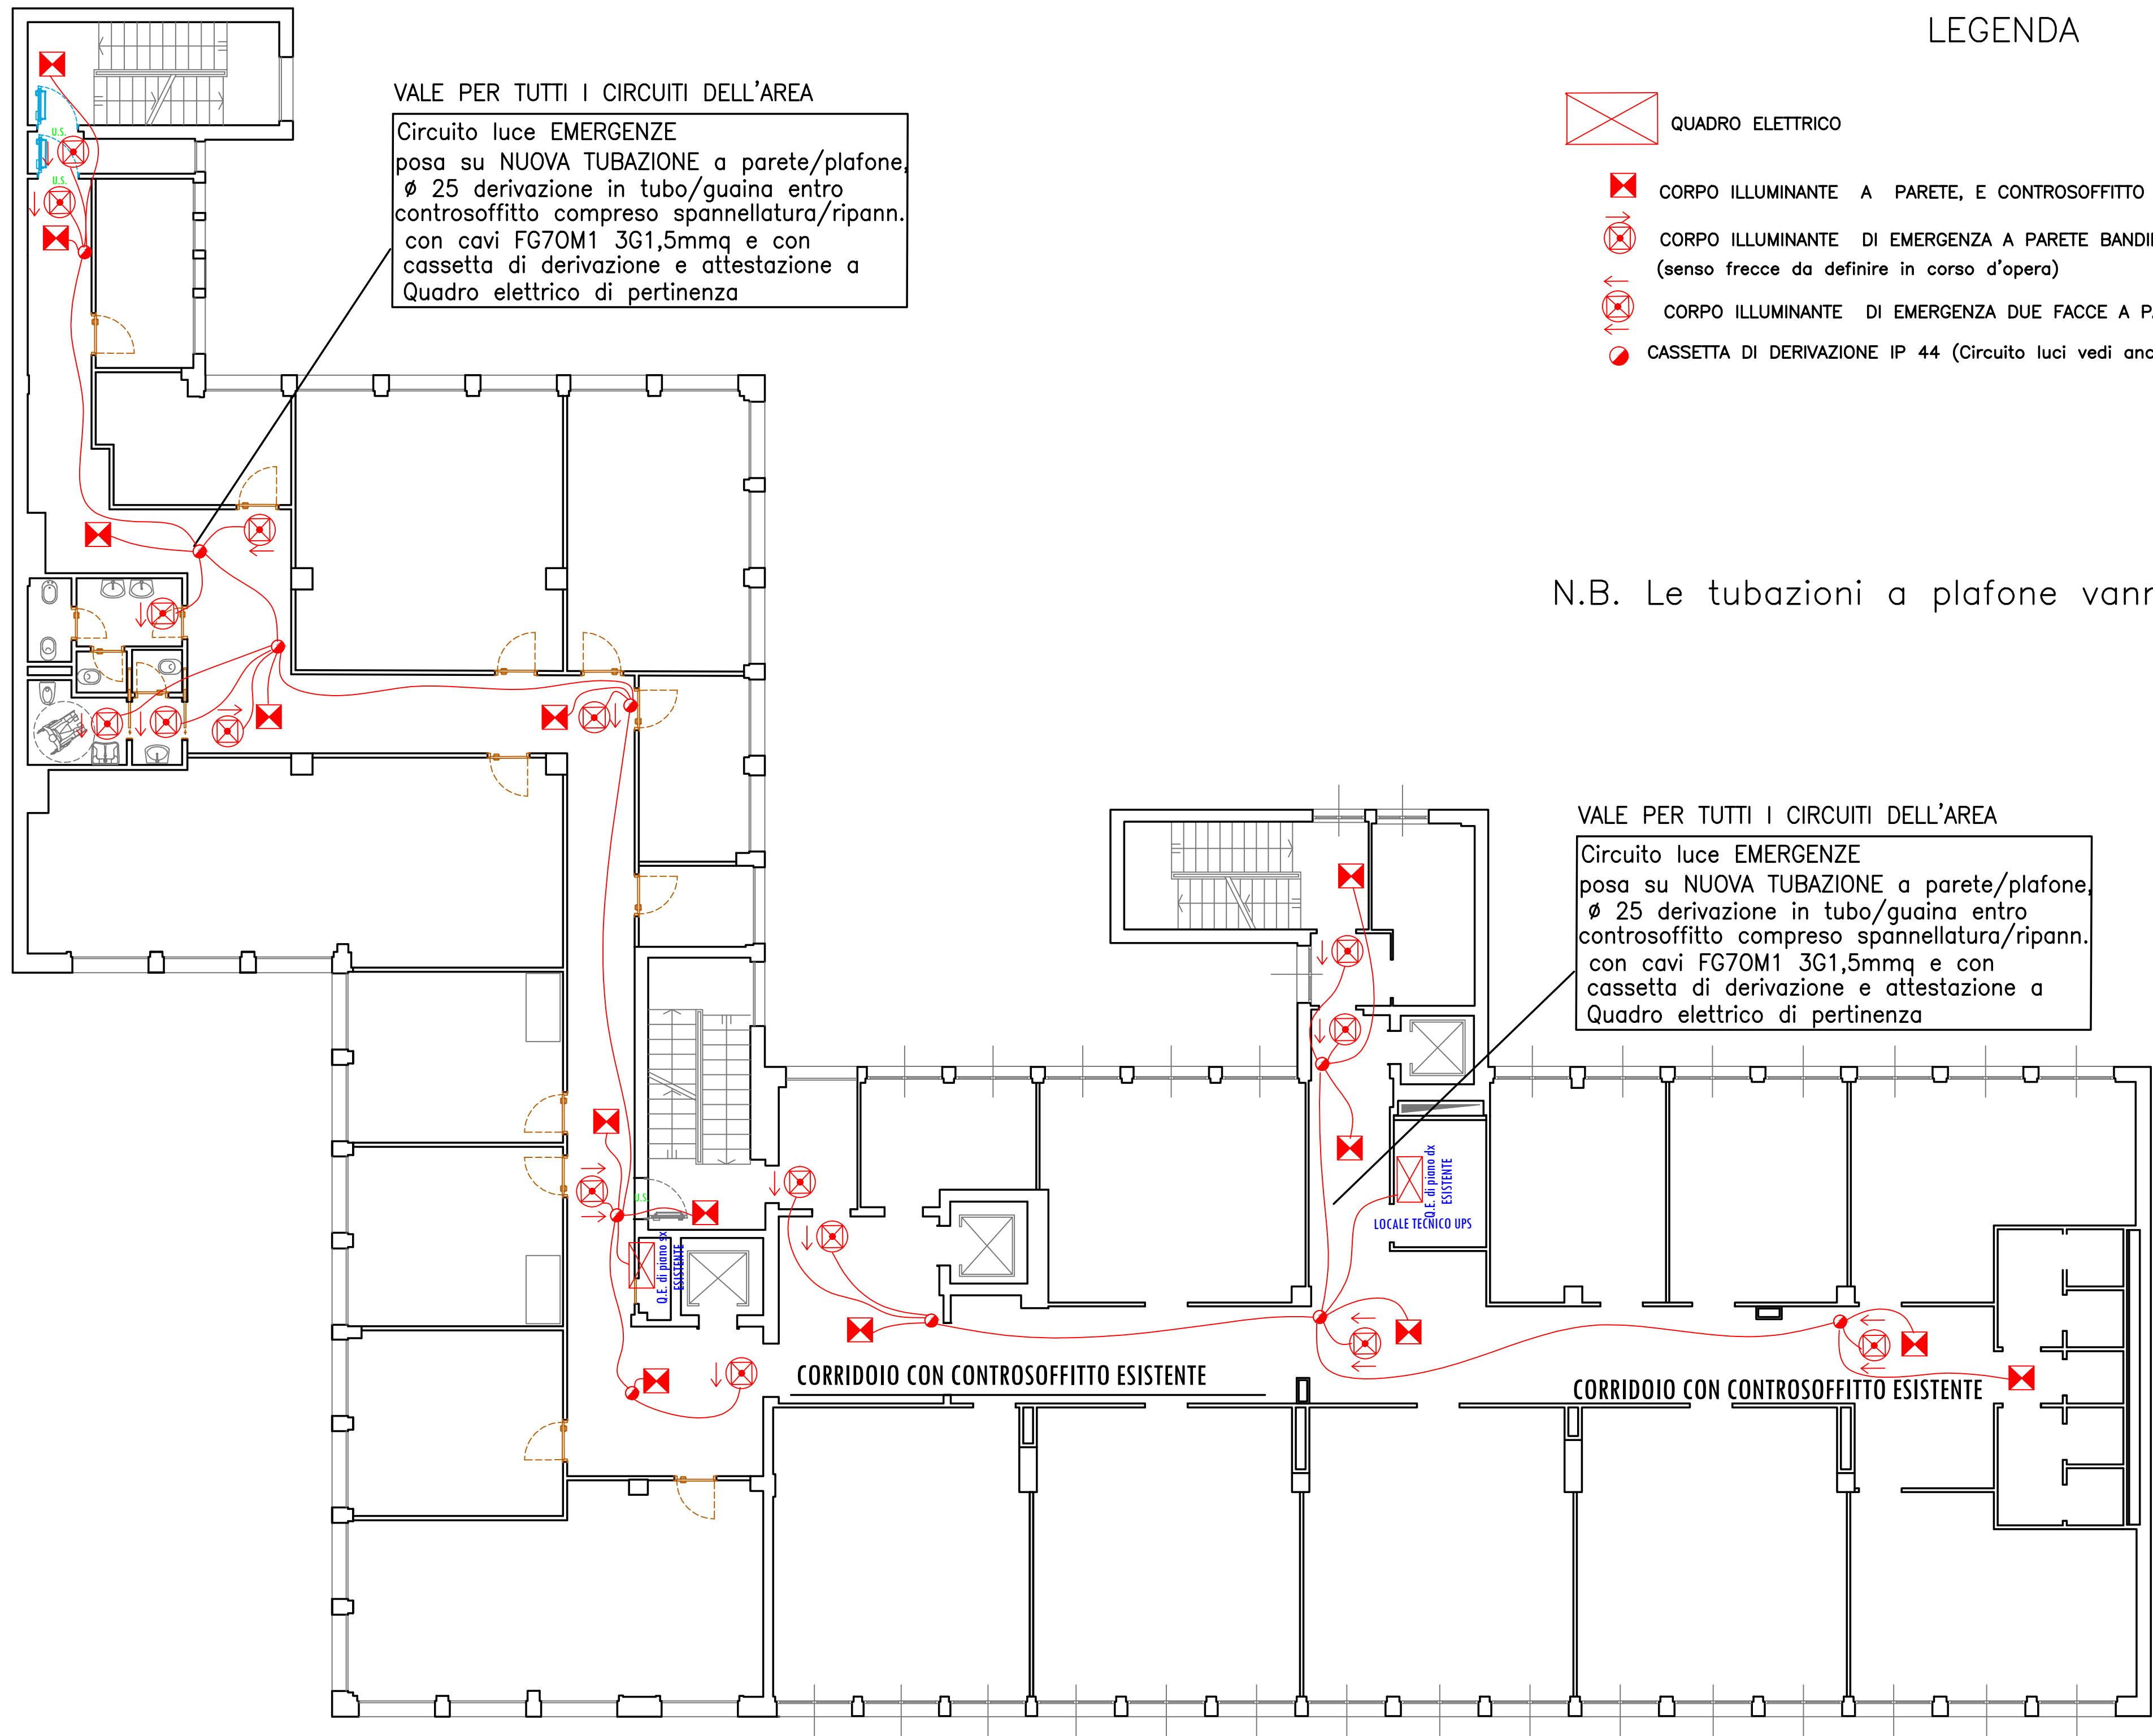 LEGENDA
QUADRO ELETTRICO
CORPO ILLUMINANTE A PARETE, E CONTROSOFFITTO
CORPO ILLUMINANTE DI EMERGENZA A PARETE
(senso frecce da definire in corso d'opera)
CORPO ILLUMINANTE DI EMERGENZA DUE FACCE A
CASSETTA DI DERIVAZIONE IP 44 (Circuito luci vedi
VALE PER TUTTI I CIRCUITI DELL'AREA
Circuito luce EMERGENZE
posa su NUOVA TUBAZIONE a parete/plafone,
ø 25 derivazione in tubo/guaina entro
controsoffitto compreso spannellatura/ripann.
con cavi FG7OM1 3G1,5mmq e con
cassetta di derivazione e attestazione a
Quadro elettrico di pertinenza
U.S.
U.S.
N.B. Le tubazioni a plafone
VALE PER TUTTI I CIRCUITI DELL'AREA
Circuito luce EMERGENZE
posa su NUOVA TUBAZIONE a parete/plafone,
ø 25 derivazione in tubo/guaina entro
controsoffitto compreso spannellatura/ripann.
con cavi FG7OM1 3G1,5mmq e con
cassetta di derivazione e attestazione a
Quadro elettrico di pertinenza
Q.E. di piano dx
ESISTENTE
LOCALE TECNICO UPS
U.S.
Q.E. di piano sx
ESISTENTE
CORRIDOIO CON CONTROSOFFITTO ESISTENTE
CORRIDOIO CON CONTROSOFFITTO ESISTENTE